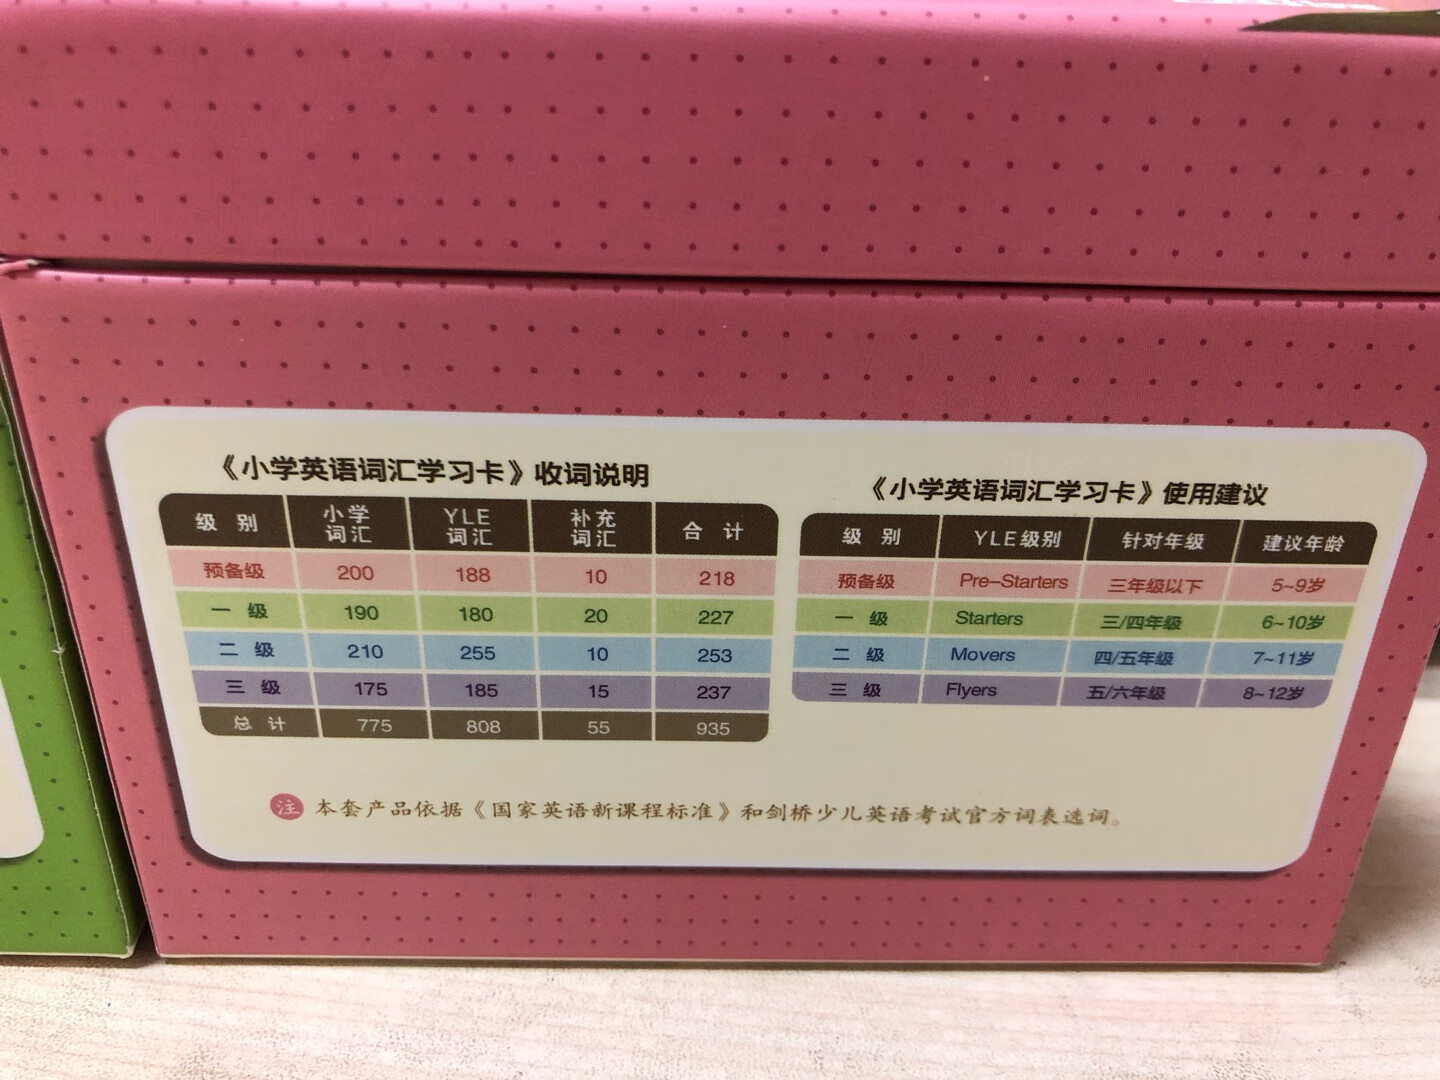 《小学英语词汇学习卡》收词说明
级 别 小学词汇 YLE词汇 补充词汇 合 计
预备级 200 188 10 218
一 级 190 180 20 227
二 级 210 255 10 253
三 级 175 185 15 237
总 计 775 808 55 935
《小学英语词汇学习卡》使用建议
级 别 YLE级别 针对年级 建议年龄
预备级 Pre-Starters 三年级以下 5~9岁
一 级 Starters 三/四年级 6~10岁
二 级 Movers 四/五年级 7~11岁
三 级 Flyers 五/六年级 8~12岁
注 本套产品依据《国家英语新课程标准》和剑桥少儿英语考试官方词表选词。